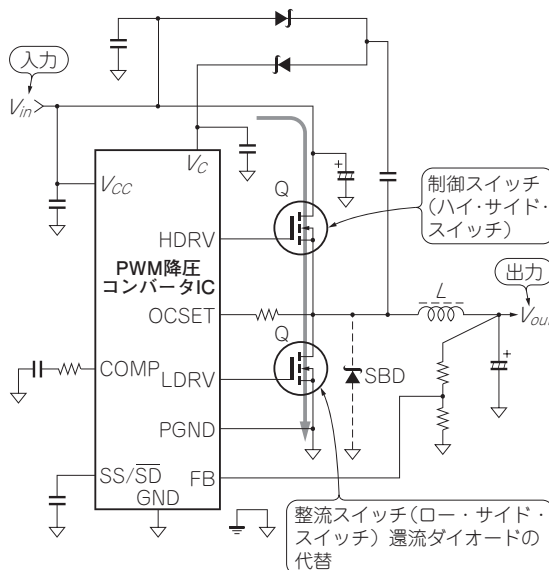 入力
Vin
VC
VCC
Q
制御スイッチ
(ハイ・サイド・
スイッチ)
HDRV
PWM降圧
コンバータIC
出力
L
Vout
OCSET
Q
COMP
LDRV
SBD
PGND
SS/SD
FB
GND
整流スイッチ(ロー・サイド・
スイッチ) 還流ダイオードの
代替
+
+